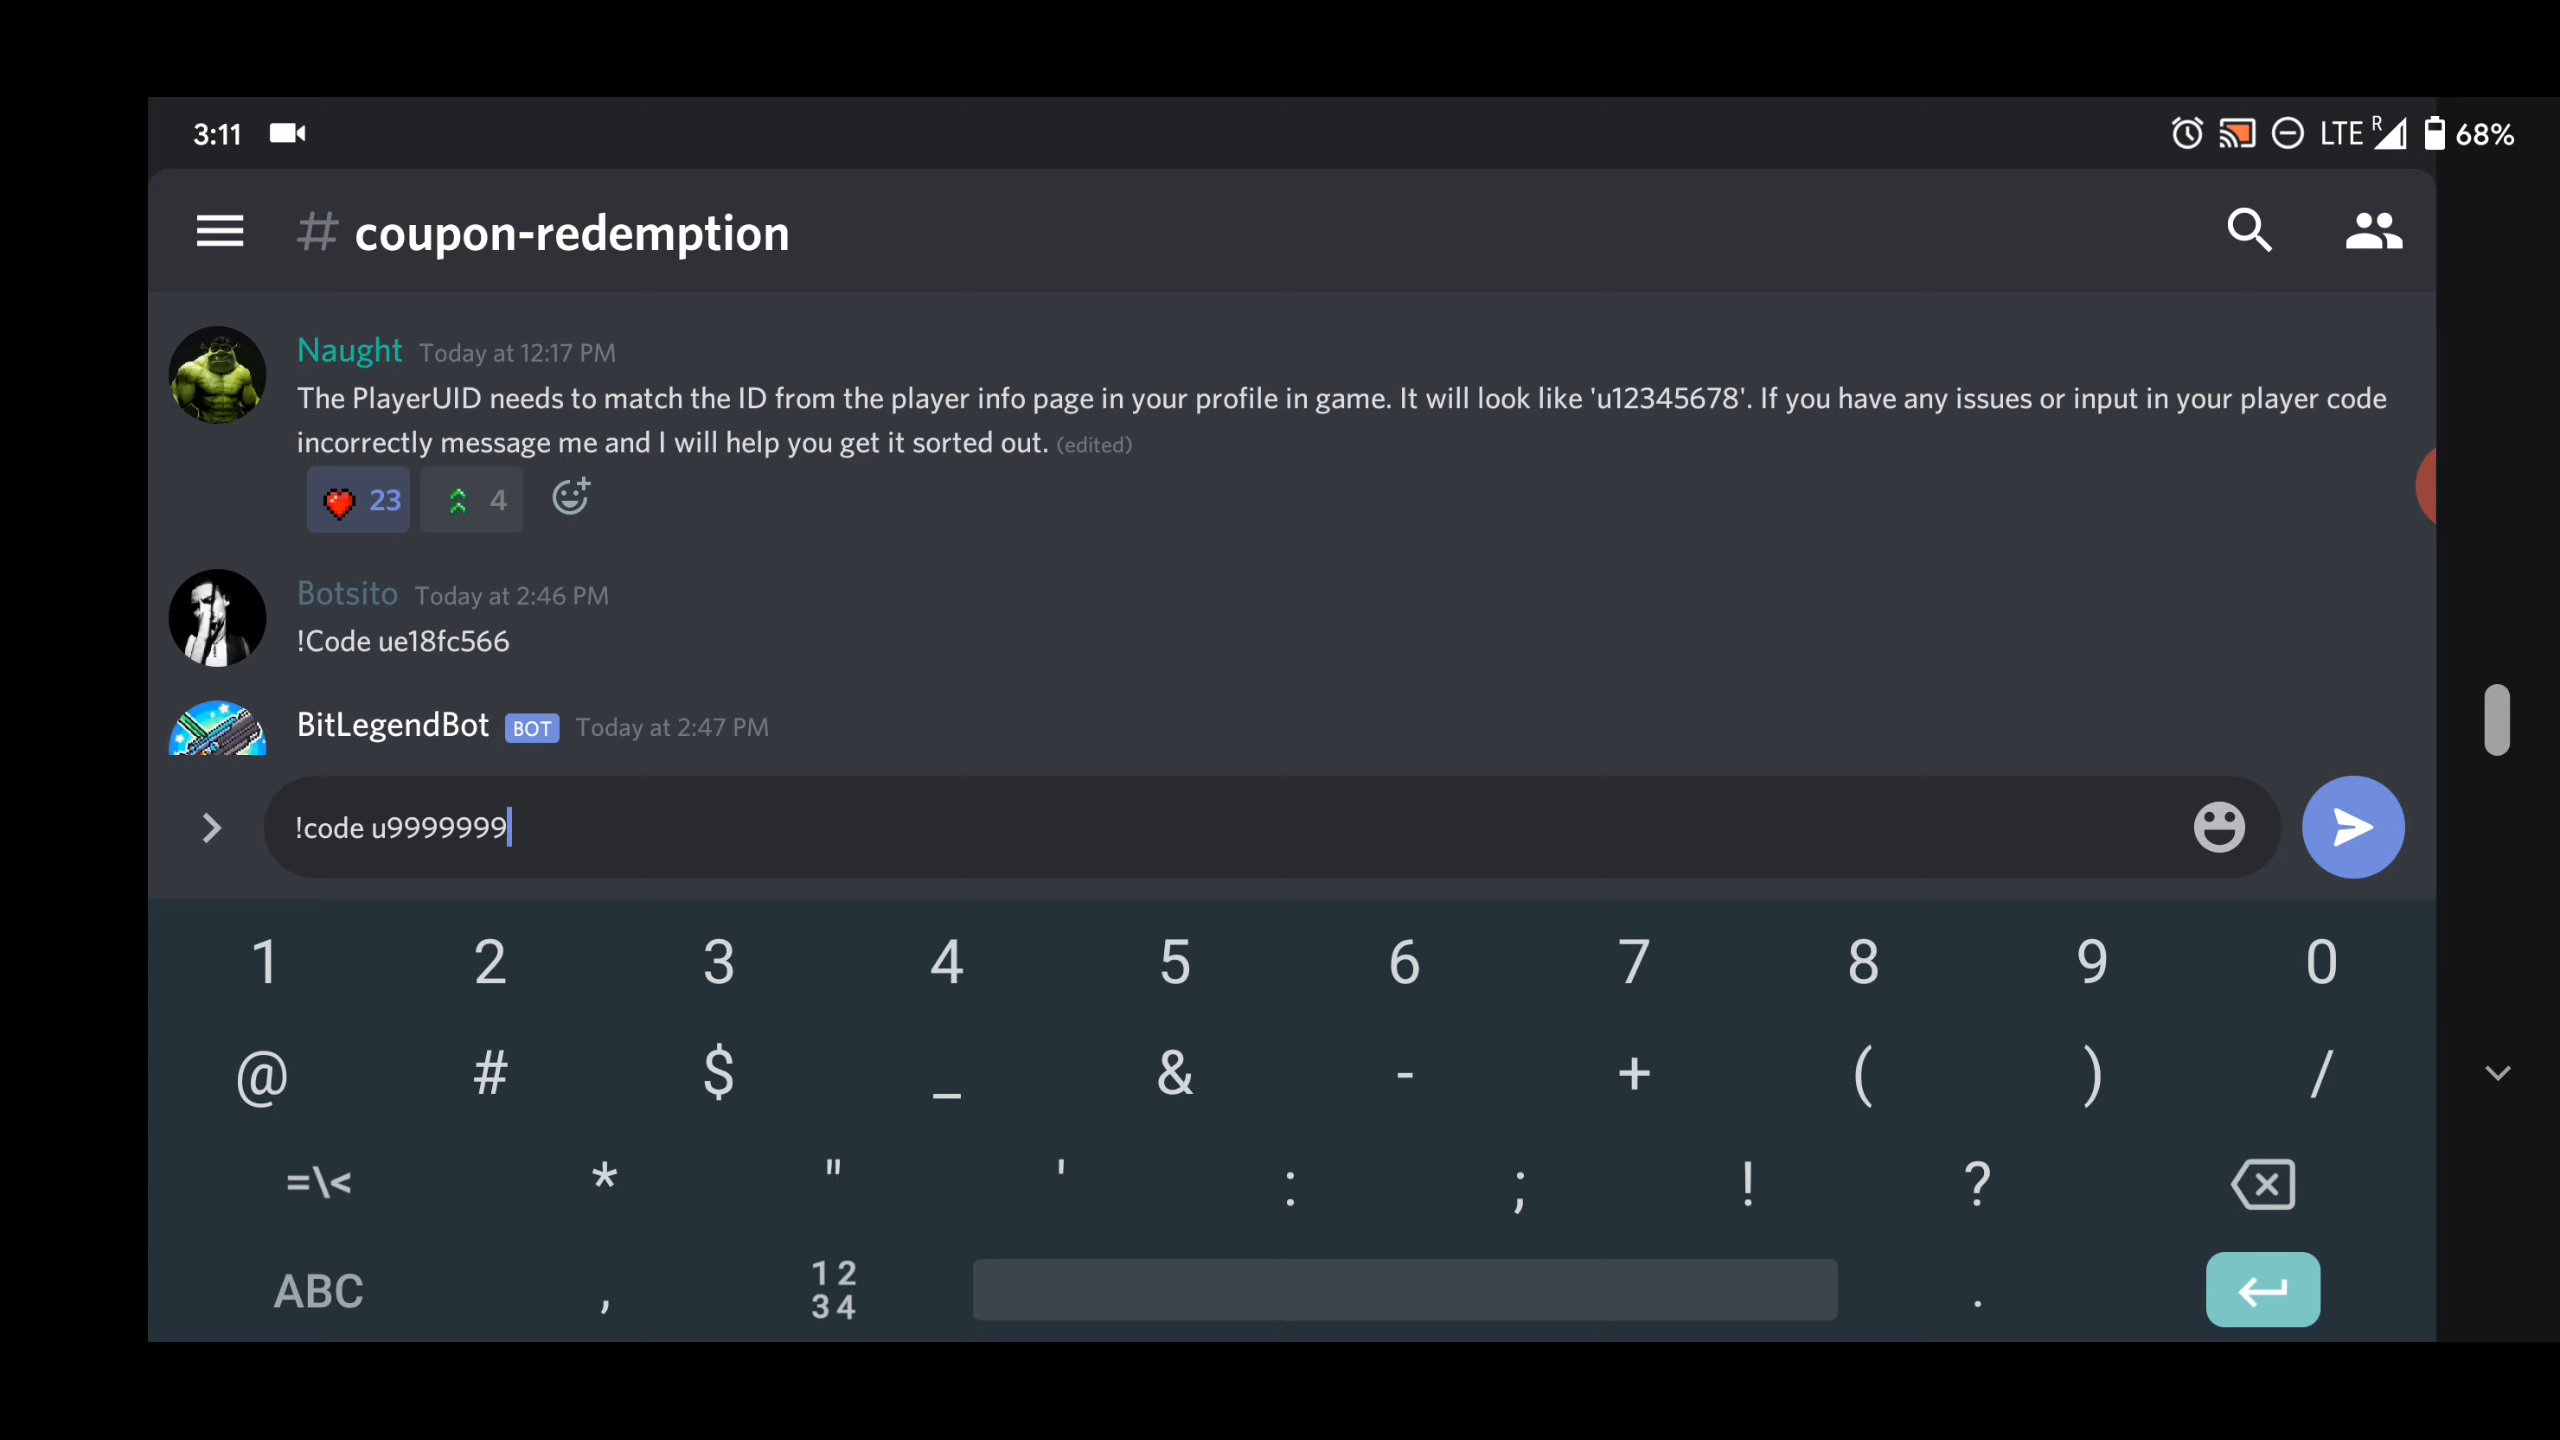 3:11 LTE R 68%
# coupon-redemption
Naught Today at 12:17 PM
The PlayerUID needs to match the ID from the player info page in your profile in game. It will look like 'u12345678'. If you have any issues or input in your player code
incorrectly message me and I will help you get it sorted out. (edited)
23 4
Botsito Today at 2:46 PM
!Code ue18fc566
BitLegendBot BOT Today at 2:47 PM
!code u9999999
1 2 3 4 5 6 7 8 9 0
@ # $ _ & - + ( ) /
=\< * " ' : ; ! ?
ABC , 12 .
34